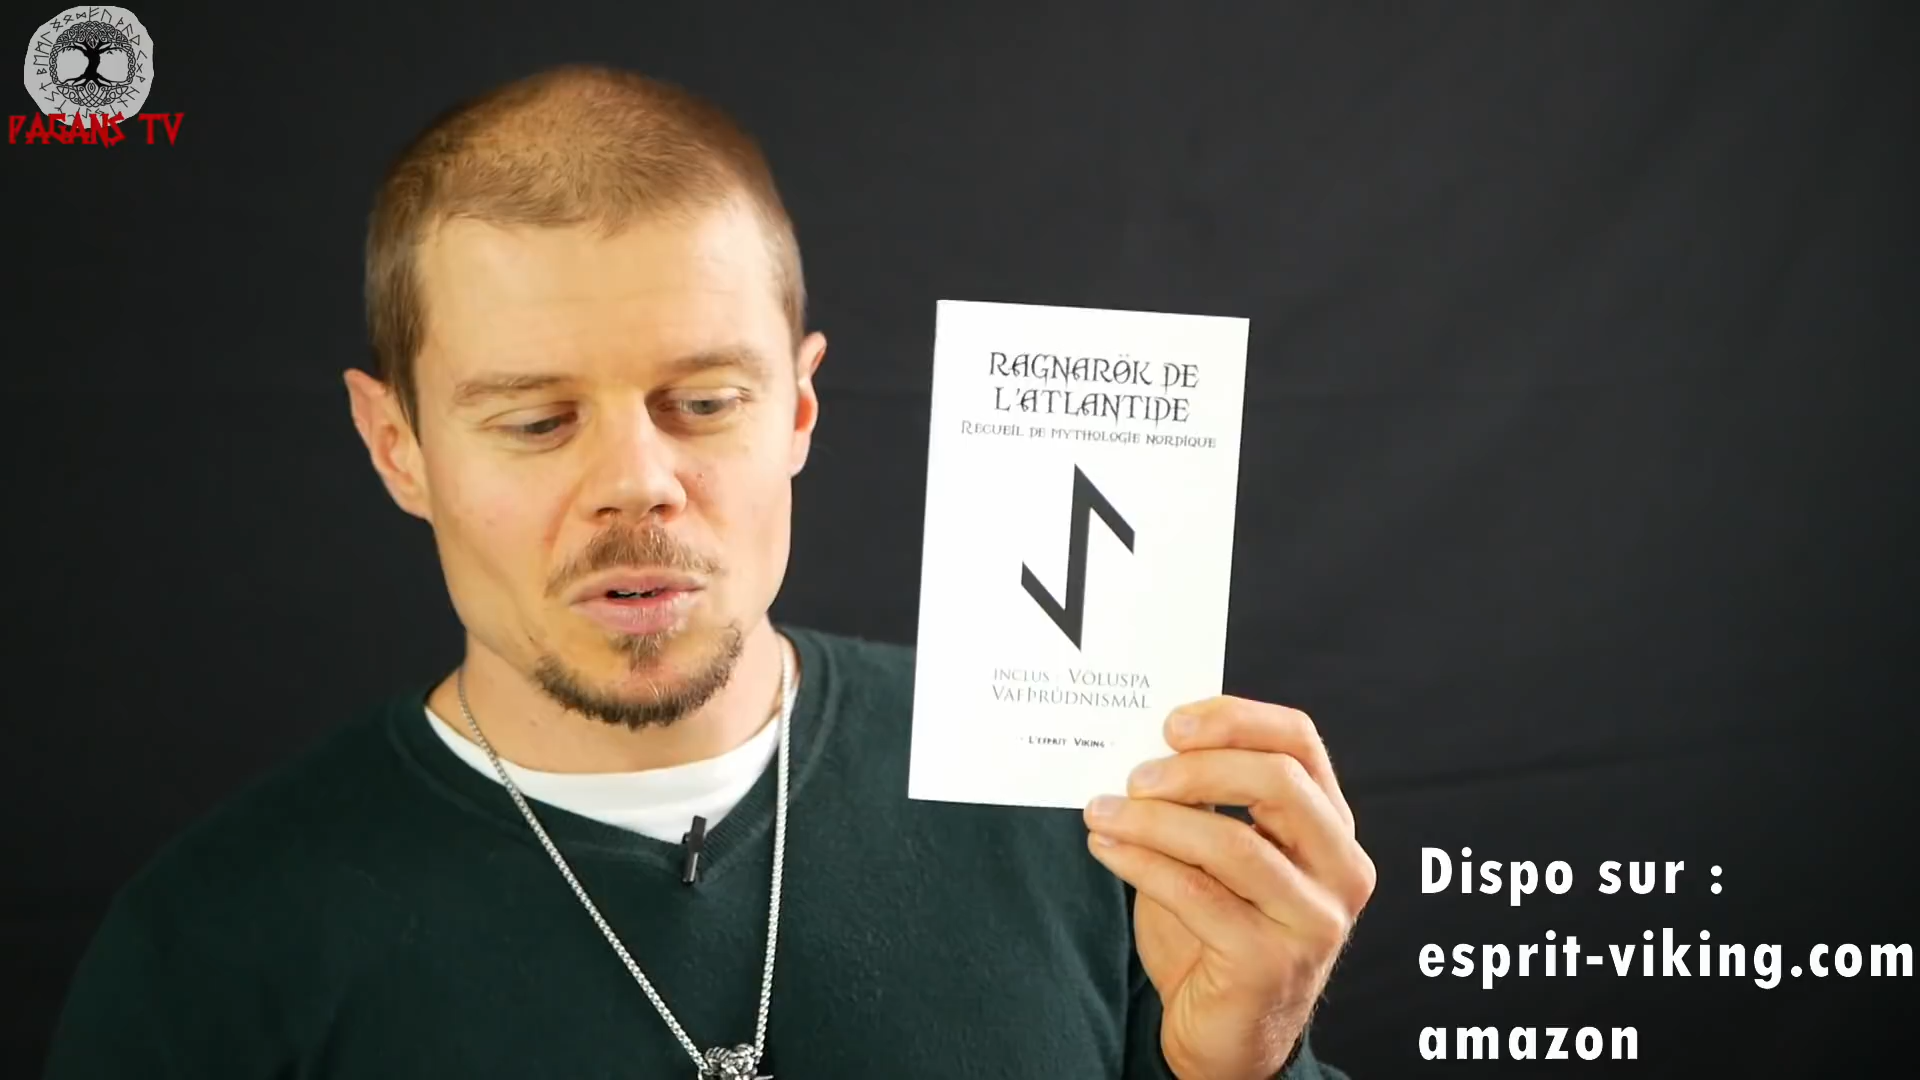 PAGANS TV
RAGNARÖK DE
L'ATLANTIDE
RECUEIL DE MYTHOLOGIE NORDIQUE
INCLUS : VÖLUSPA
VAFÞRÚDNISMÁL
- L'ESPRIT VIKING -
Dispo sur :
esprit-viking.com
amazon